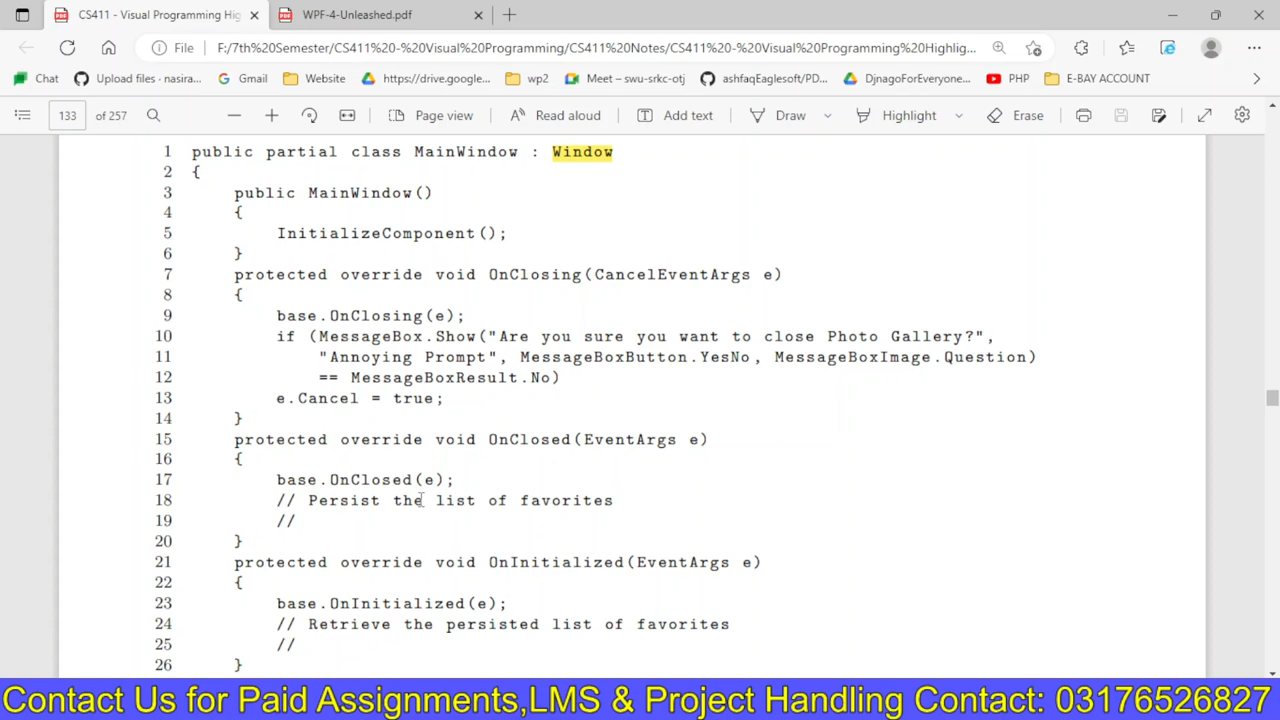 CS411 - Visual Programming Hig
WPF-4-Unleashed.pdf
File
F:/7th%20Semester/CS411%20-%20Visual%20Programming/CS411%20Notes/CS411%20-%20Visual%20Programming%20Highlig...
Chat
Upload files · nasira...
Gmail
Website
https://drive.google...
wp2
Meet – swu-srkc-otj
ashfaqEaglesoft/PD...
DjnagoForEveryone...
PHP
E-BAY ACCOUNT
133 of 257
Page view
Read aloud
Add text
Draw
Highlight
Erase
1 public partial class MainWindow : Window
2 {
3 public MainWindow()
4 {
5 InitializeComponent();
6 }
7 protected override void OnClosing(CancelEventArgs e)
8 {
9 base.OnClosing(e);
10 if (MessageBox.Show("Are you sure you want to close Photo Gallery?",
11 "Annoying Prompt", MessageBoxButton.YesNo, MessageBoxImage.Question)
12 == MessageBoxResult.No)
13 e.Cancel = true;
14 }
15 protected override void OnClosed(EventArgs e)
16 {
17 base.OnClosed(e);
18 // Persist the list of favorites
19 //
20 }
21 protected override void OnInitialized(EventArgs e)
22 {
23 base.OnInitialized(e);
24 // Retrieve the persisted list of favorites
25 //
26 }
Contact Us for Paid Assignments,LMS & Project Handling Contact: 03176526827